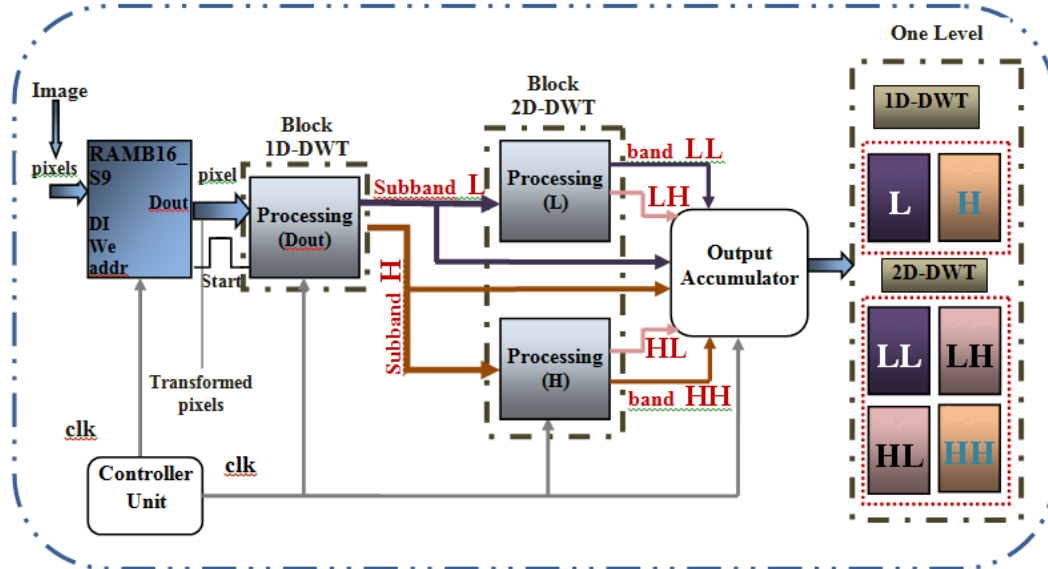 One Level
Image
pixels
RAMB16_
S9
Dout
DI
We
addr
pixel
Start
Transformed
pixels
Block
1D-DWT
Processing
(Dout)
Subband L
Subband H
Block
2D-DWT
Processing
(L)
Processing
(H)
band LL
LH
HL
band HH
Output
Accumulator
1D-DWT
L H
2D-DWT
LL LH
HL HH
clk
clk
Controller
Unit